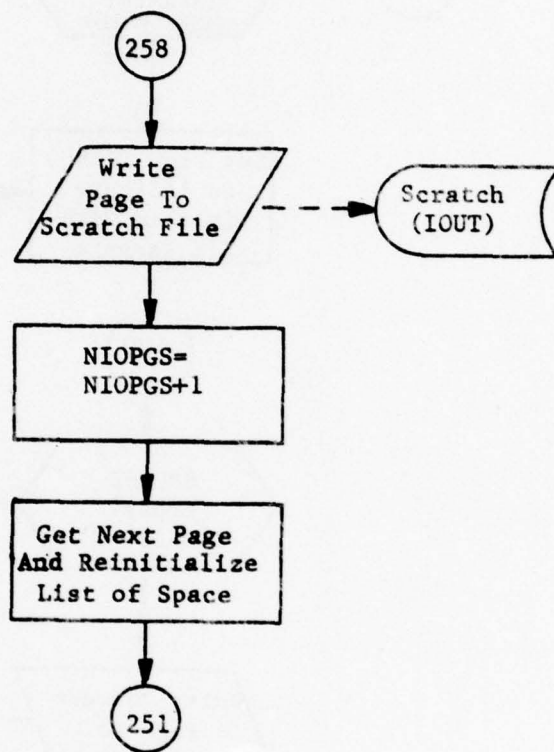 258
Write
Page To
Scratch File
Scratch
(IOUT)
NIOPGS=
NIOPGS+1
Get Next Page
And Reinitialize
List of Space
251